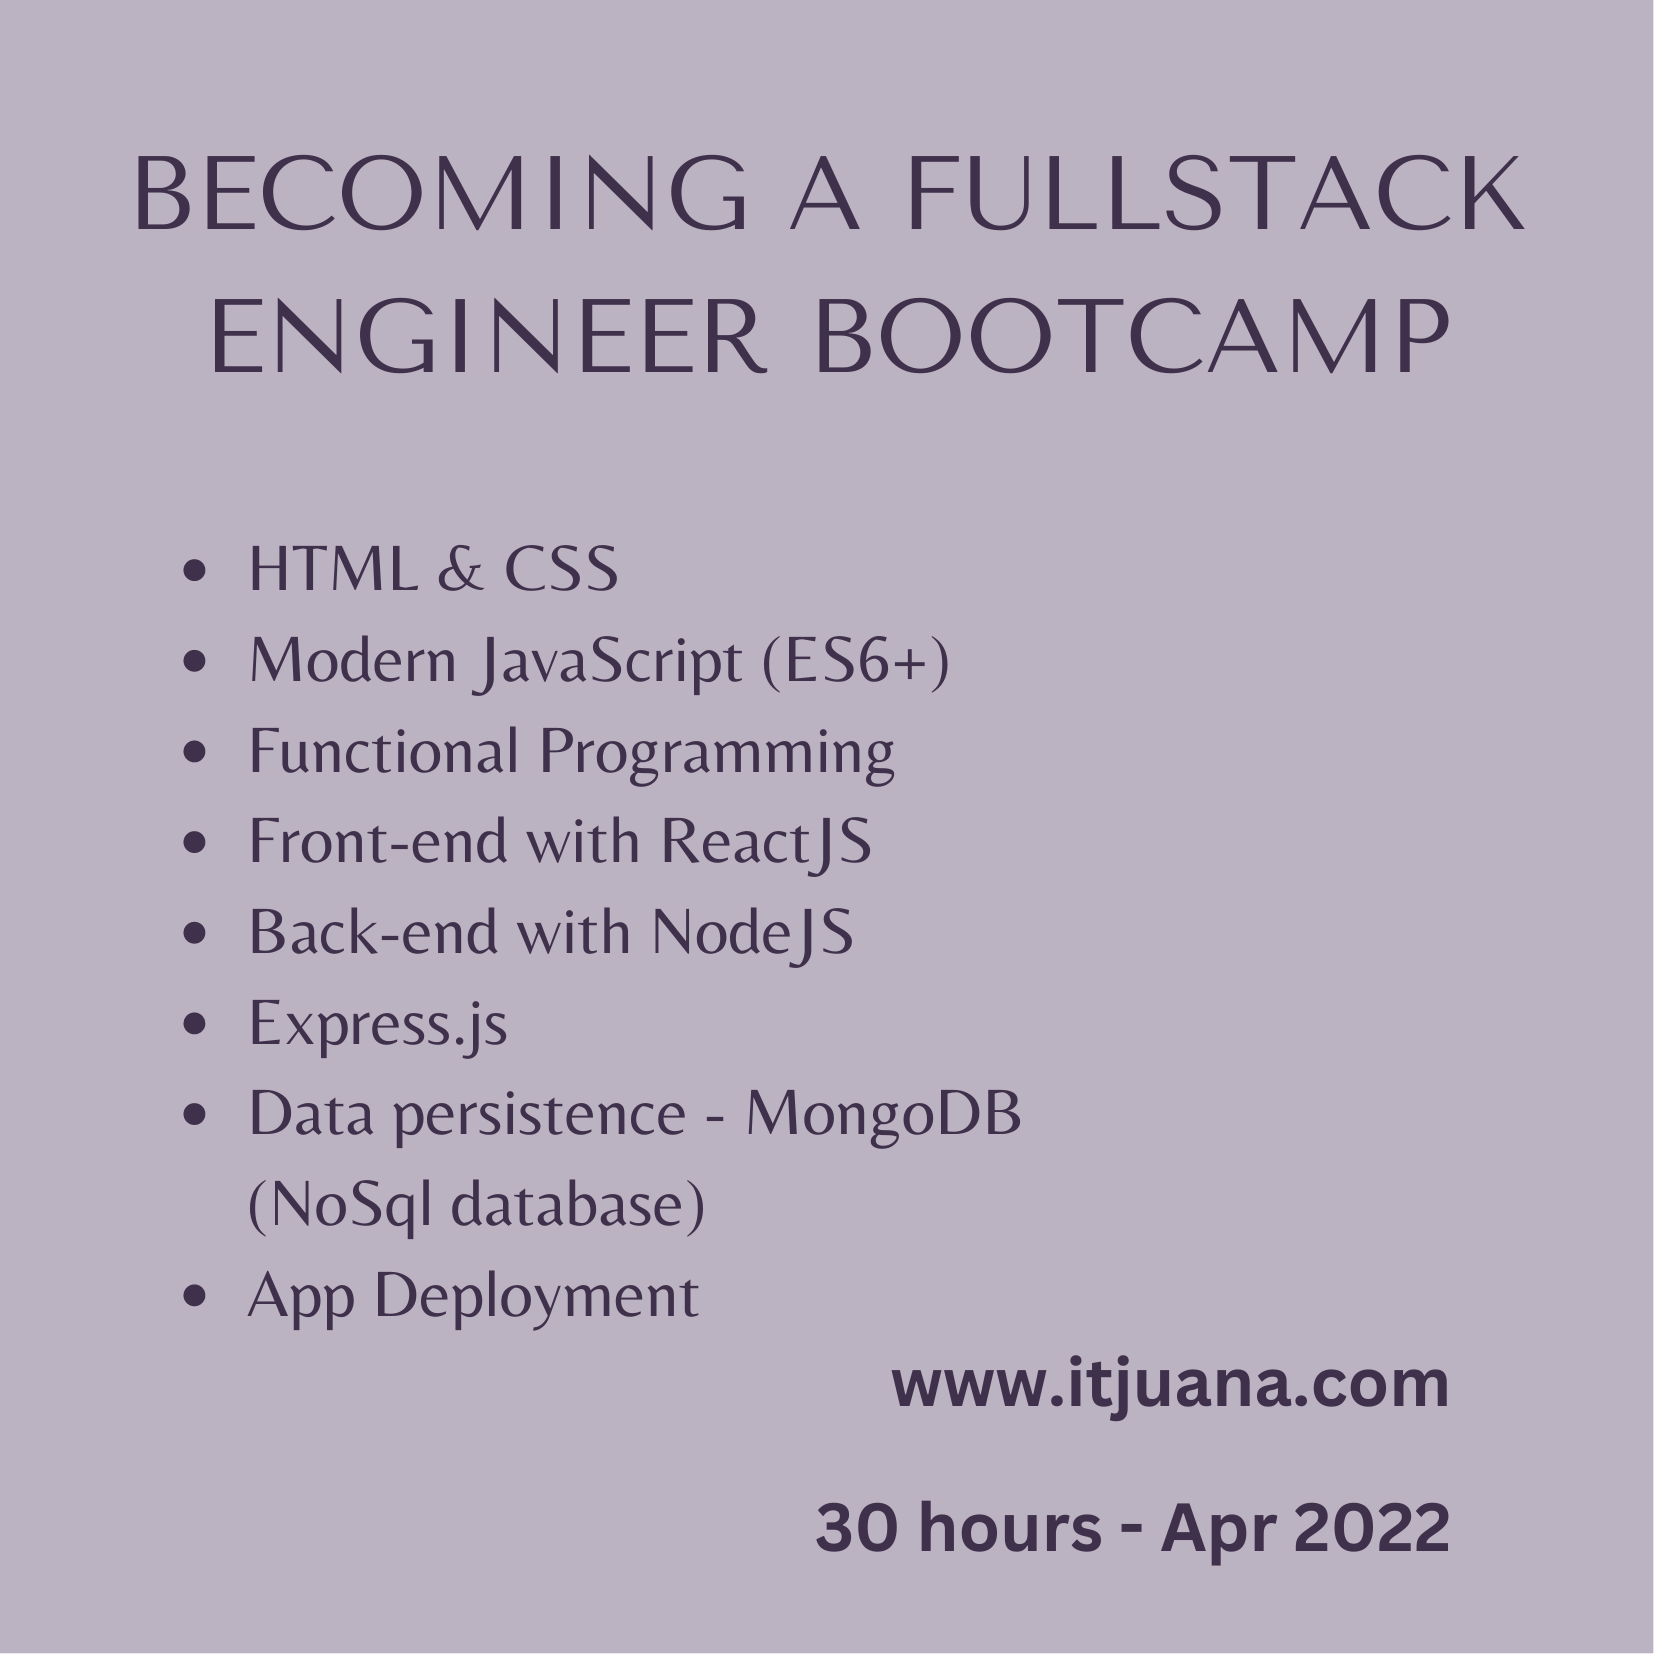 BECOMING A FULLSTACK
ENGINEER BOOTCAMP
• HTML & CSS
• Modern JavaScript (ES6+)
• Functional Programming
• Front-end with ReactJS
• Back-end with NodeJS
• Express.js
• Data persistence - MongoDB
(NoSql database)
• App Deployment
www.itjuana.com
30 hours - Apr 2022